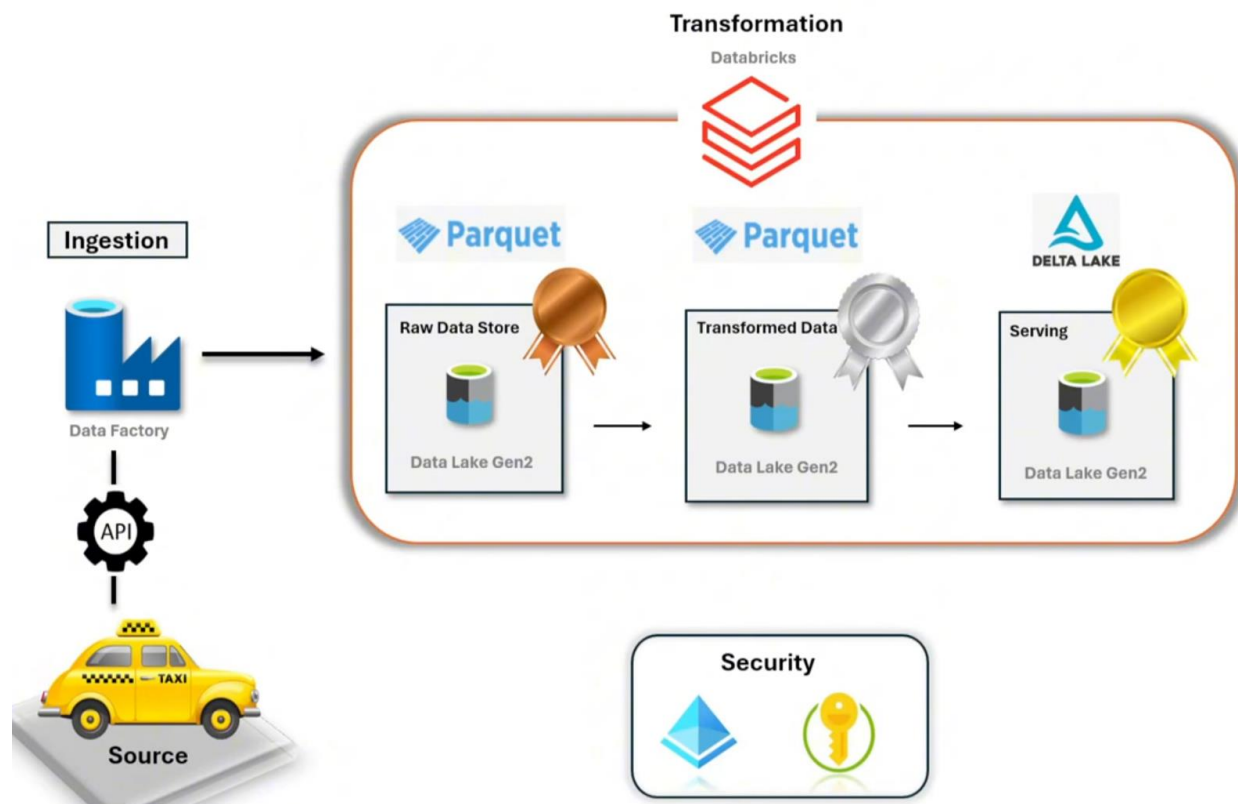 Transformation
Databricks
Ingestion
Data Factory
API
TAXI
Source
Parquet
Raw Data Store
Data Lake Gen2
Parquet
Transformed Data
Data Lake Gen2
DELTA LAKE
Serving
Data Lake Gen2
Security